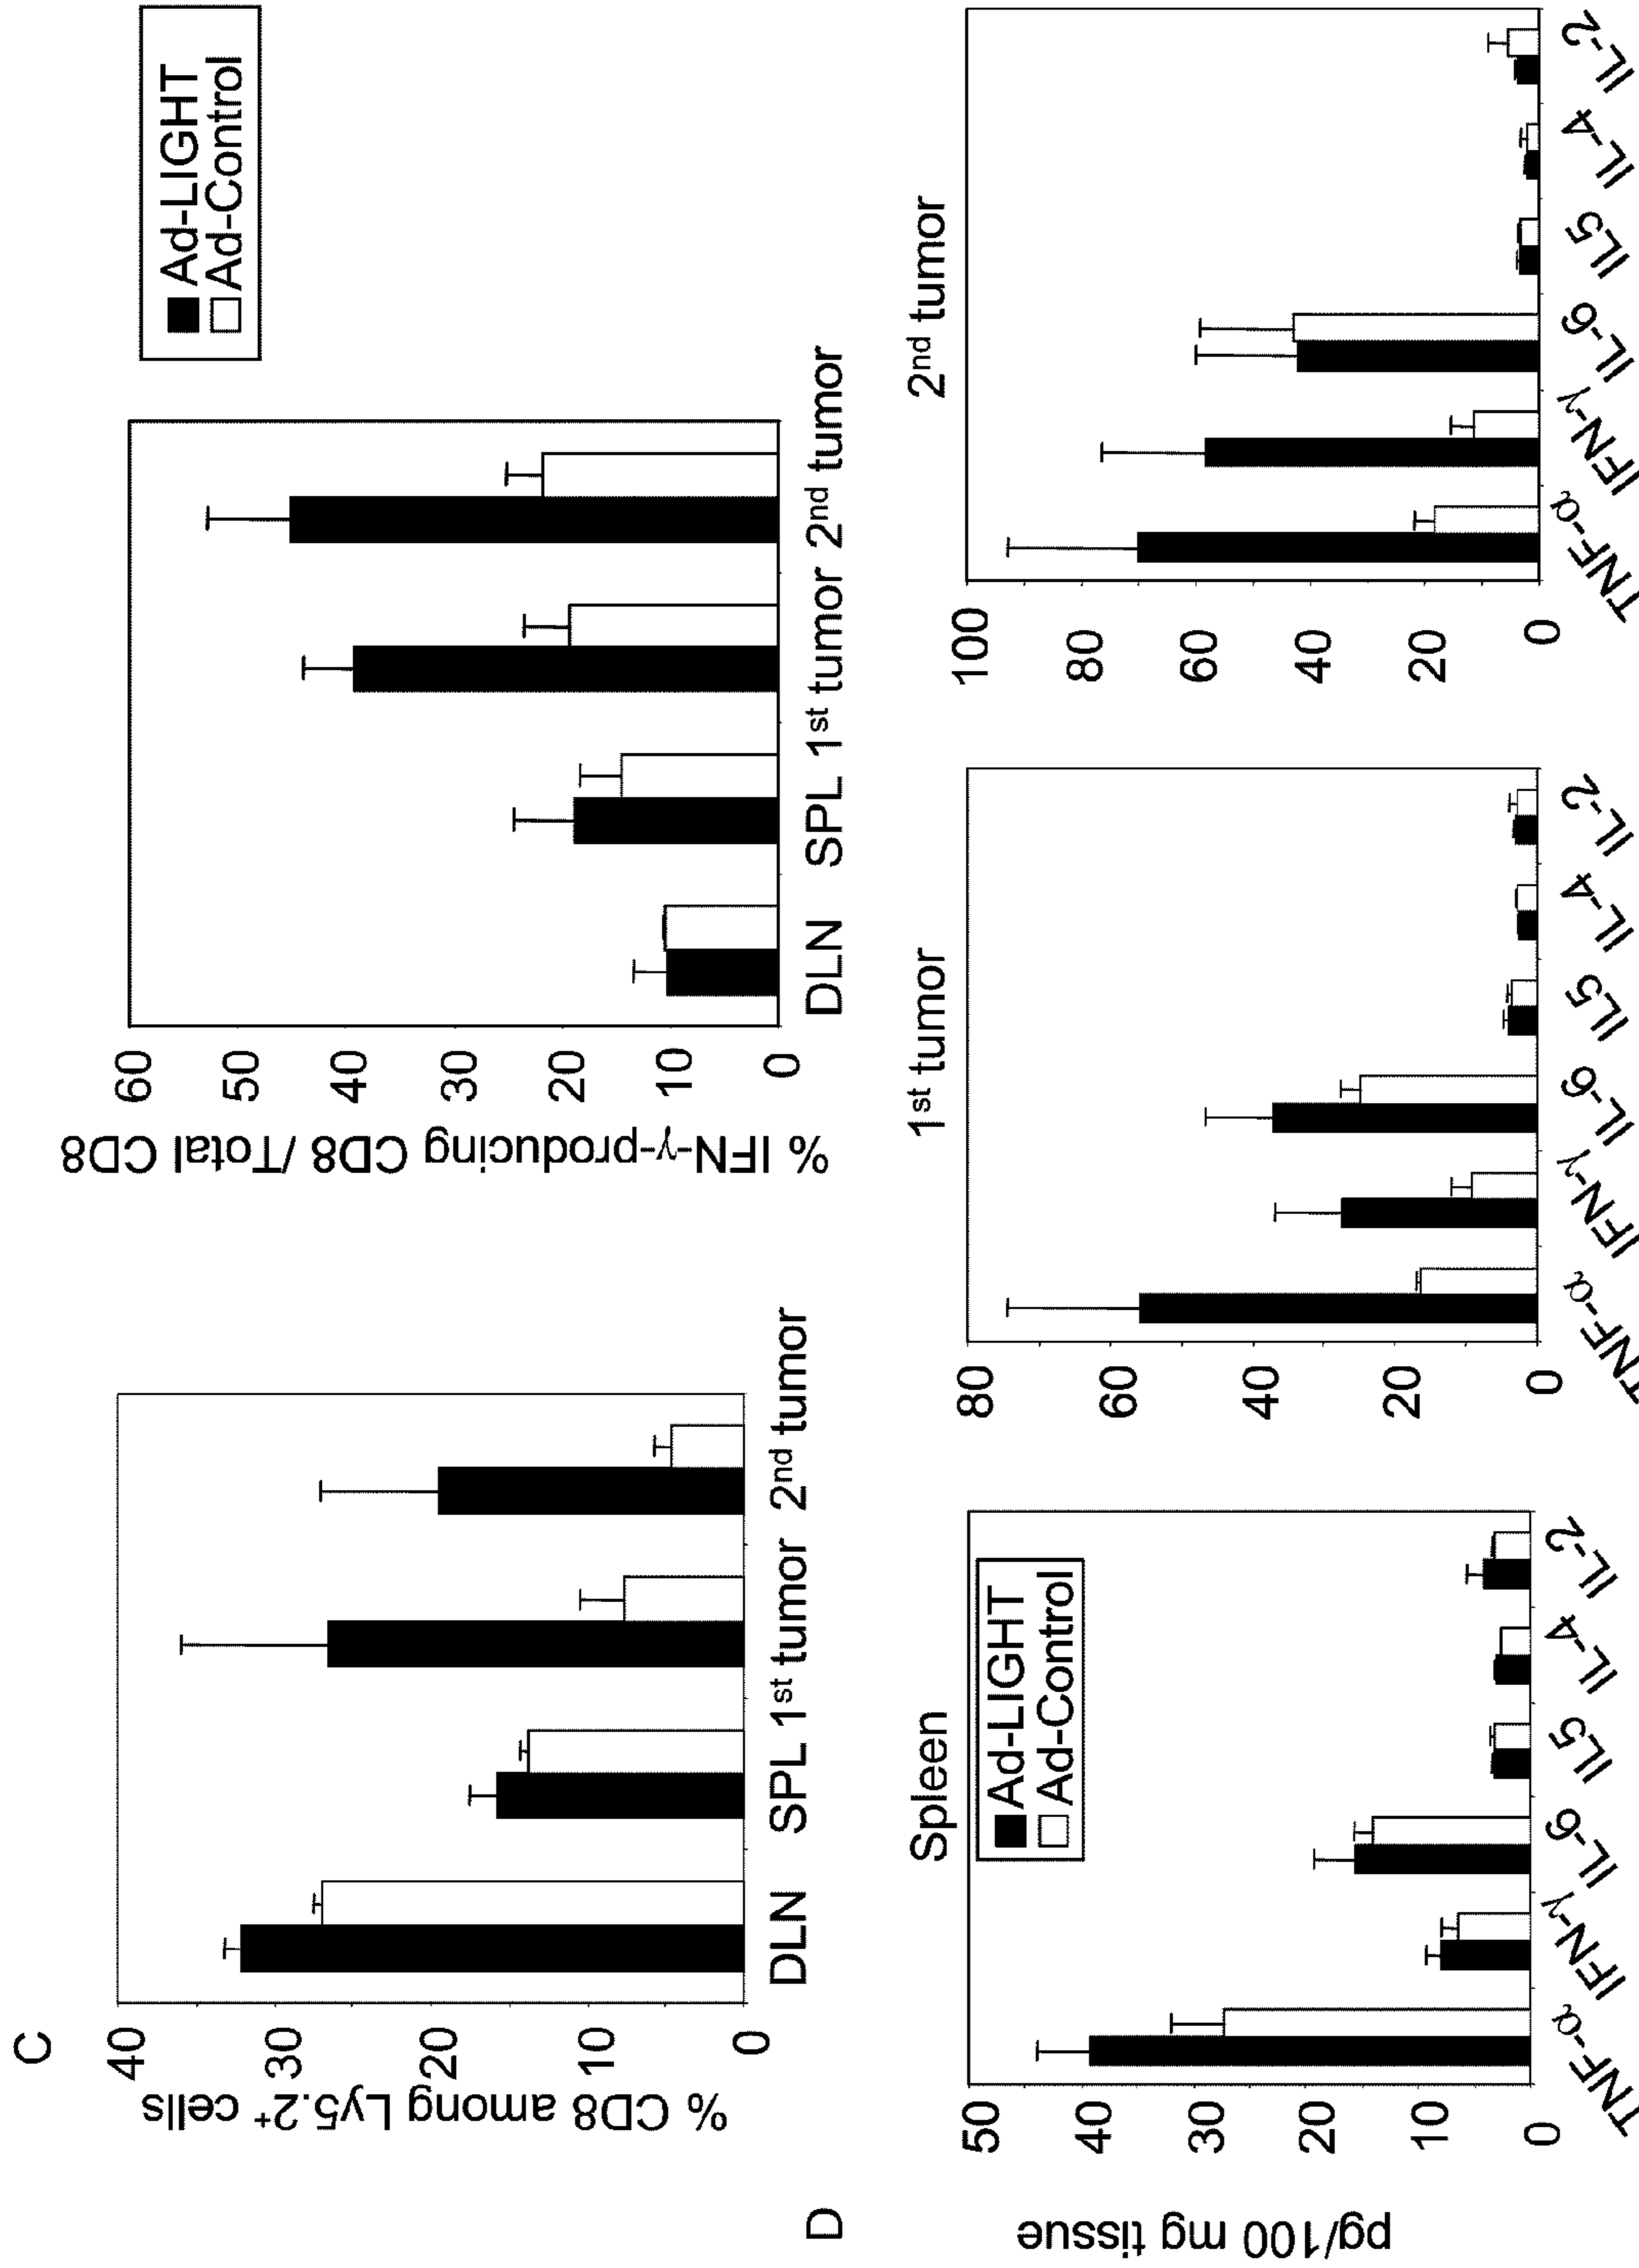 C
% CD8 among Ly5.2⁺ cells
40
30
20
10
0
DLN SPL 1st tumor 2nd tumor
% IFN-γ-producing CD8 /Total CD8
60
50
40
30
20
10
0
DLN SPL 1st tumor 2nd tumor
Ad-LIGHT
Ad-Control
D
pg/100 mg tissue
Spleen
50
40
30
20
10
0
Ad-LIGHT
Ad-Control
TNF-α IFN-γ IL-6 IL5 IL-4 IL-2
1st tumor
80
60
40
20
0
TNF-α IFN-γ IL-6 IL5 IL-4 IL-2
2nd tumor
100
80
60
40
20
0
TNF-α IFN-γ IL-6 IL5 IL-4 IL-2